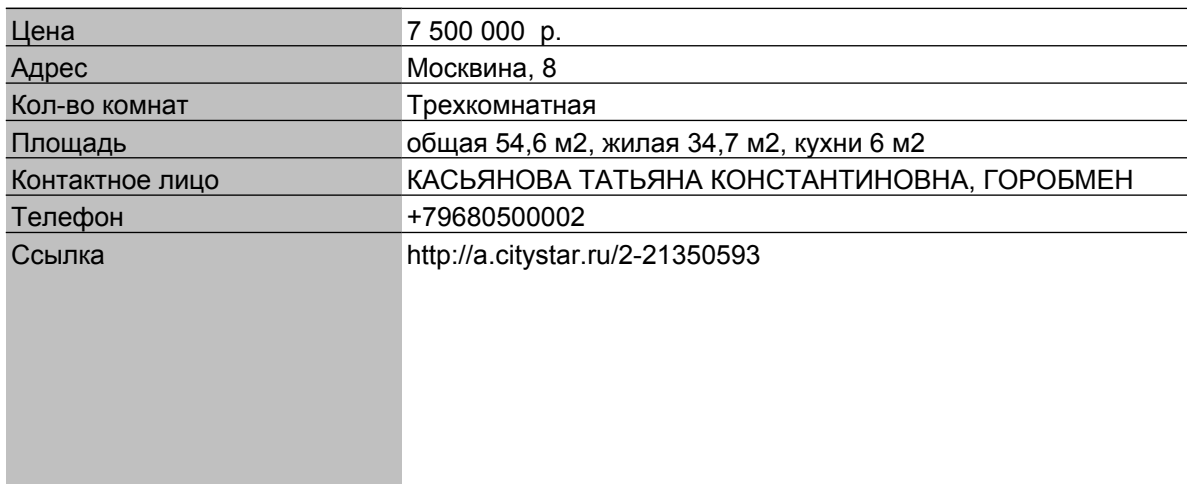 Цена 7 500 000  р.
Адрес Москвина, 8
Кол-во комнат Трехкомнатная
Площадь общая 54,6 м2, жилая 34,7 м2, кухни 6 м2
Контактное лицо КАСЬЯНОВА ТАТЬЯНА КОНСТАНТИНОВНА, ГОРОБМЕН
Телефон +79680500002
Ссылка http://a.citystar.ru/2-21350593